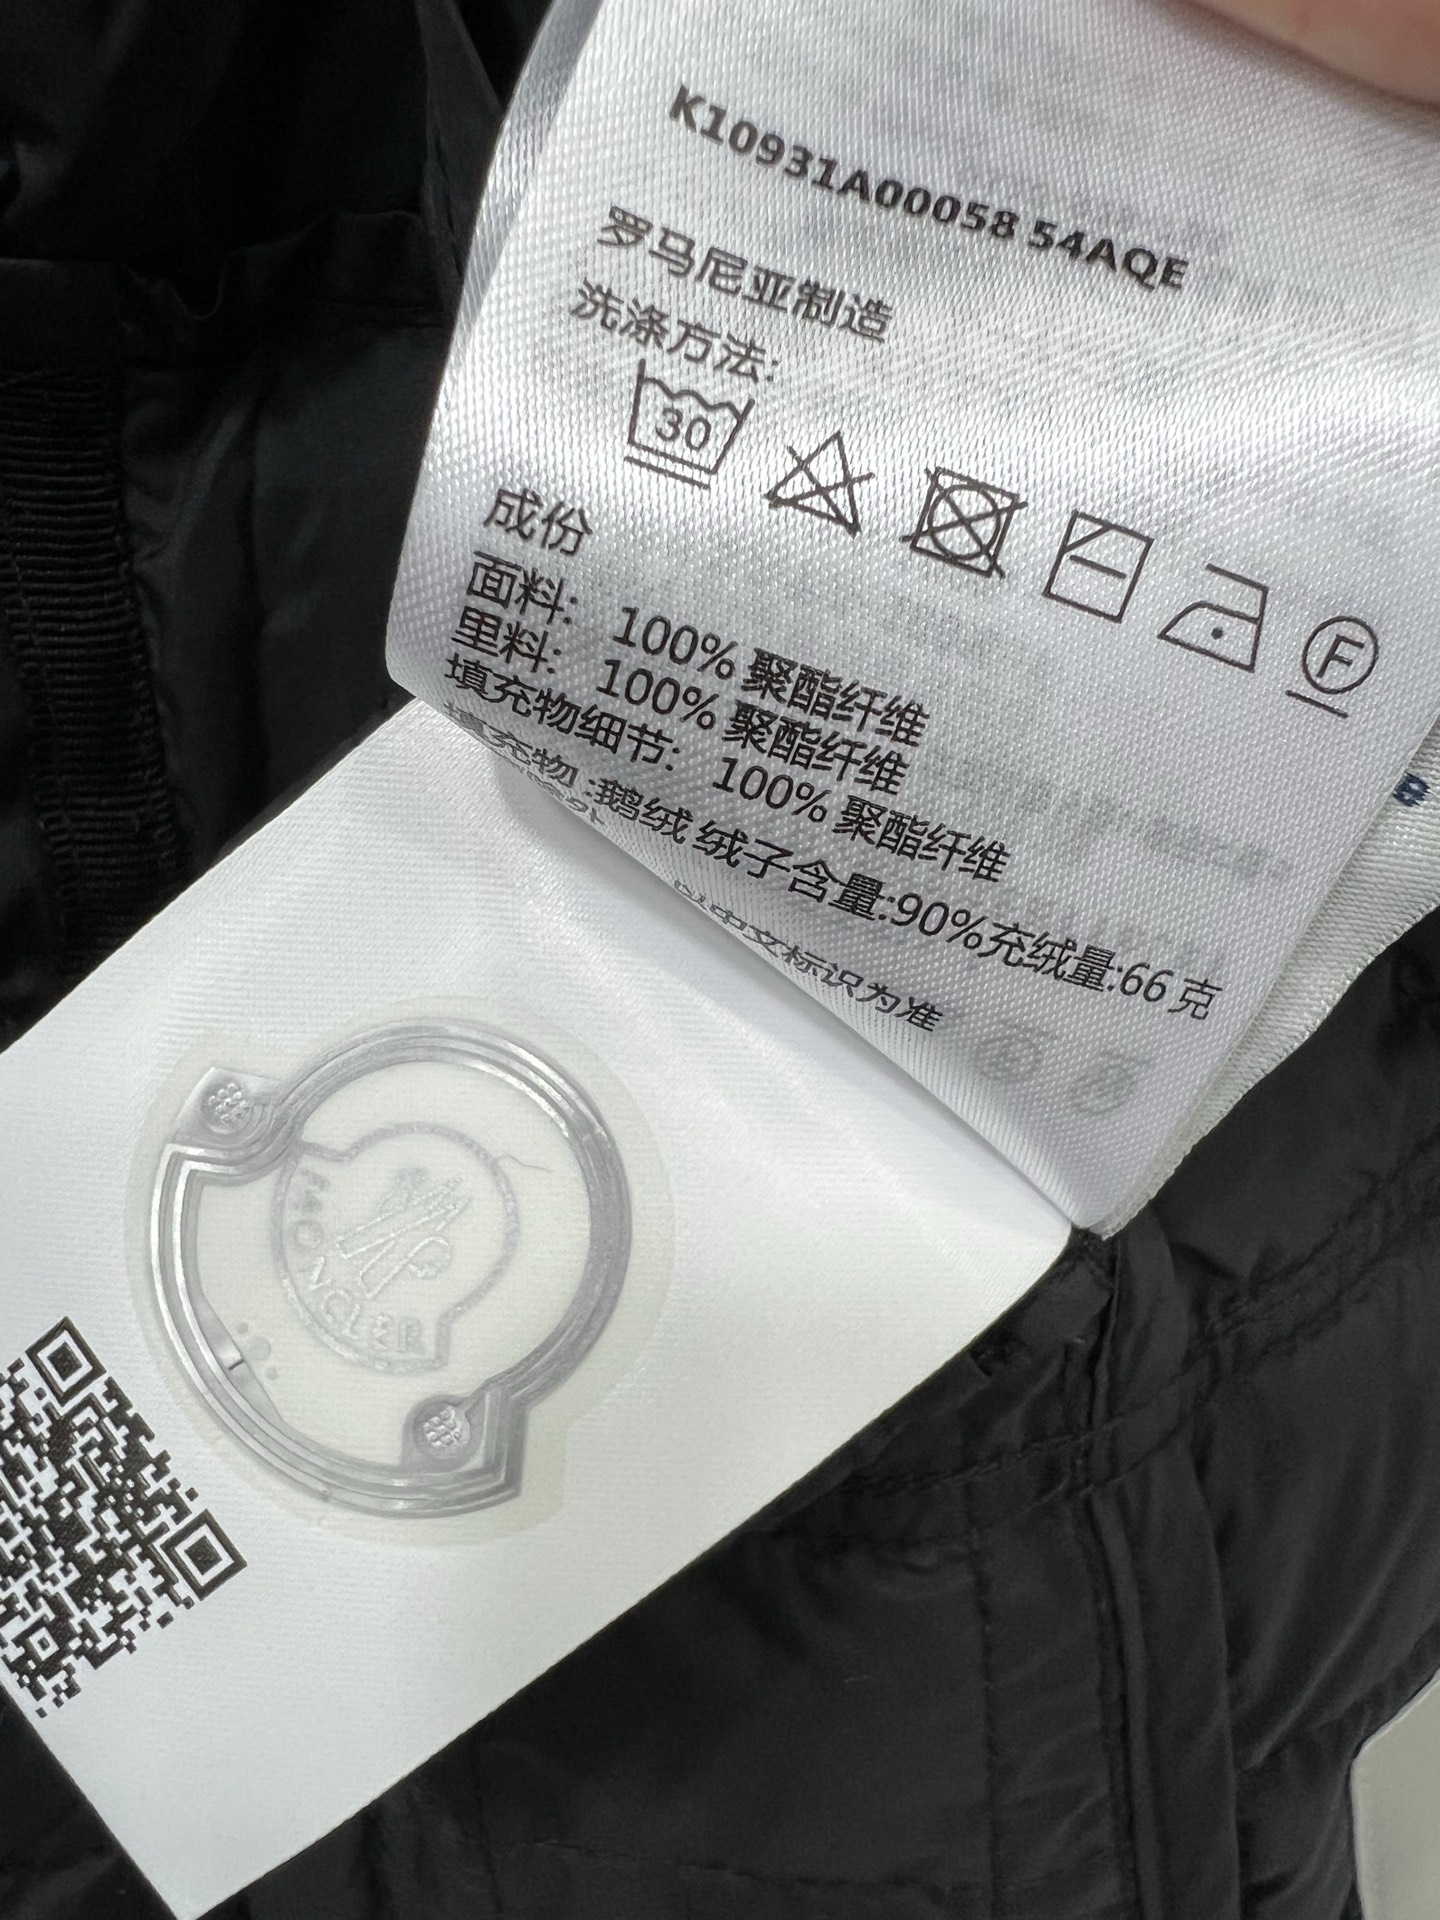 K10931A00058 54AQE
罗马尼亚制造
洗涤方法:
30
F
成份
面料: 100% 聚酯纤维
里料: 100% 聚酯纤维
填充物细节: 100% 聚酯纤维
填充物:鹅绒 绒子含量:90%充绒量:66 克
以中文标识为准
MONCLER